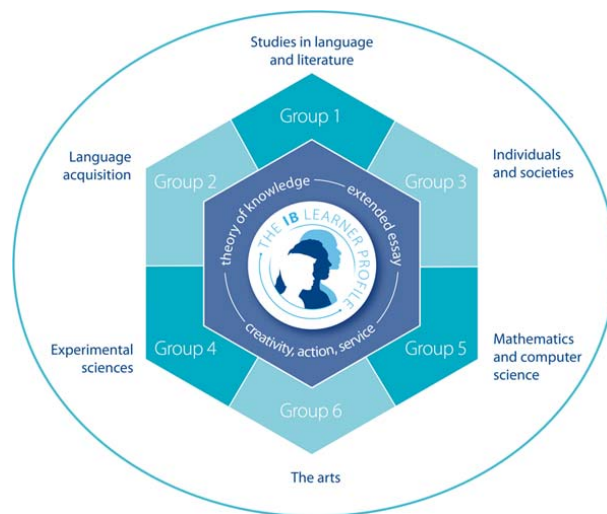 Studies in language
and literature
Group 1
Language
acquisition
Group 2
Group 3
Individuals
and societies
theory of knowledge
extended essay
THE IB LEARNER PROFILE
creativity, action, service
Experimental
sciences
Group 4
Group 5
Mathematics
and computer
science
Group 6
The arts